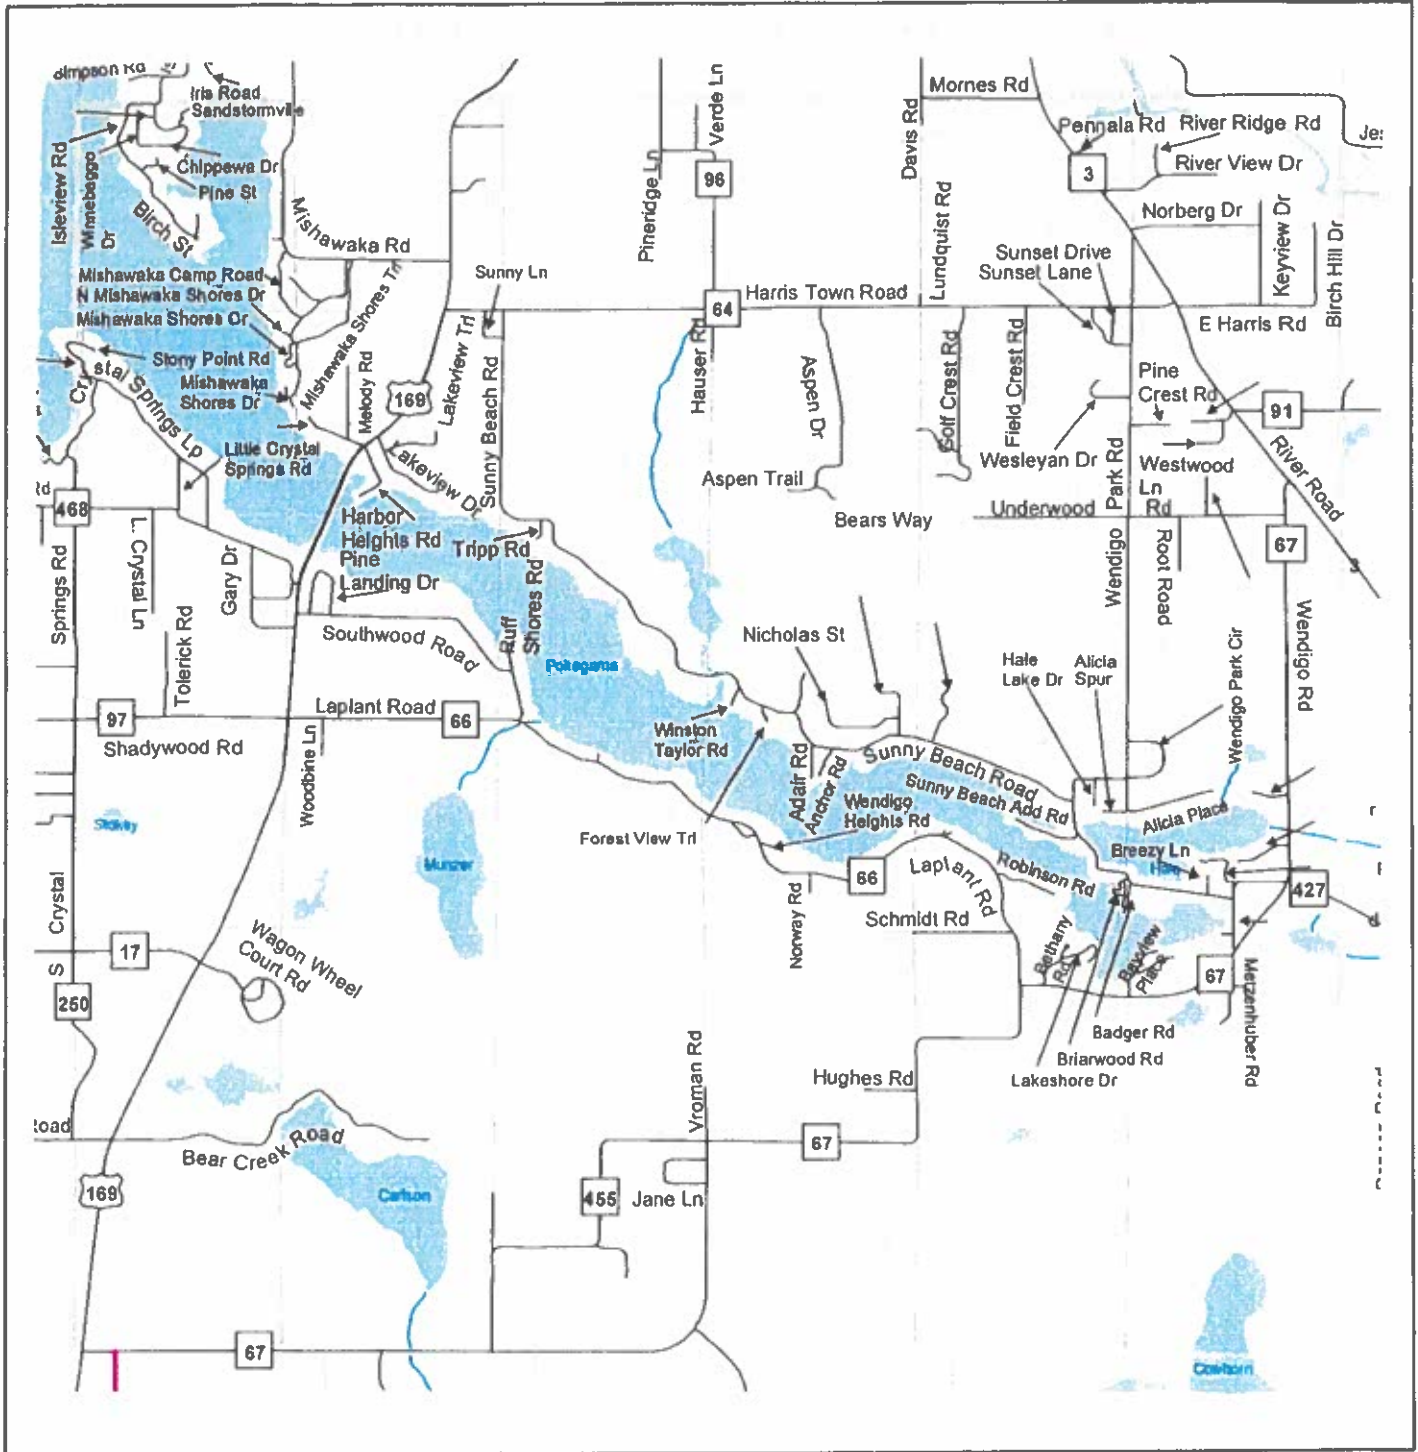 Simpson Rd
Iris Road
Sandstormville
Isleview Rd
Winnebaggo
Dr
Chippewa Dr
Pine St
Birch St
Mishawaka Rd
Mishawaka Camp Road
N Mishawaka Shores Dr
Mishawaka Shores Cr
Mishawaka Shores Trl
Stony Point Rd
Mishawaka
Shores Dr
Crystal Springs Lp
Little Crystal
Springs Rd
Melody Rd
169
Lakeview Trl
Sunny Ln
Sunny Beach Rd
Lakeview Dr
Harbor
Heights Rd
Pine
Landing Dr
Tripp Rd
Ruff
Shores Rd
Pineridge Ln
Verde Ln
96
64
Harris Town Road
Hauser Rd
Aspen Dr
Aspen Trail
Bears Way
Davis Rd
Lundquist Rd
Mornes Rd
Pennala Rd
River Ridge Rd
River View Dr
3
Norberg Dr
Keyview Dr
Birch Hill Dr
Jes
Sunset Drive
Sunset Lane
E Harris Rd
Golf Crest Rd
Field Crest Rd
Pine
Crest Rd
91
Wesleyan Dr
Westwood
Ln
River Road
Underwood
Rd
Wendigo
Park Rd
Root Road
67
3
Wendigo Rd
Rd
468
Springs Rd
L. Crystal Ln
Tolerick Rd
Gary Dr
Southwood Road
97
Laplant Road
66
Shadywood Rd
Woodbine Ln
Pokegama
Nicholas St
Winston
Taylor Rd
Forest View Trl
Adair Rd
Anchor Rd
Sunny Beach Road
Sunny Beach Add Rd
Wendigo
Heights Rd
Hale
Lake Dr
Alicia
Spur
Wendigo Park Cir
Alicia Place
Breezy Ln
Hale
427
66
Norway Rd
Laplant Rd
Robinson Rd
Schmidt Rd
Bethany
Rd
Bayview
Place
67
Metzenhuber Rd
Badger Rd
Briarwood Rd
Lakeshore Dr
Munzer
S Crystal
17
250
Wagon Wheel
Court Rd
Hughes Rd
Vroman Rd
67
455
Jane Ln
Road
Bear Creek Road
169
Carlson
67
Cowhorn